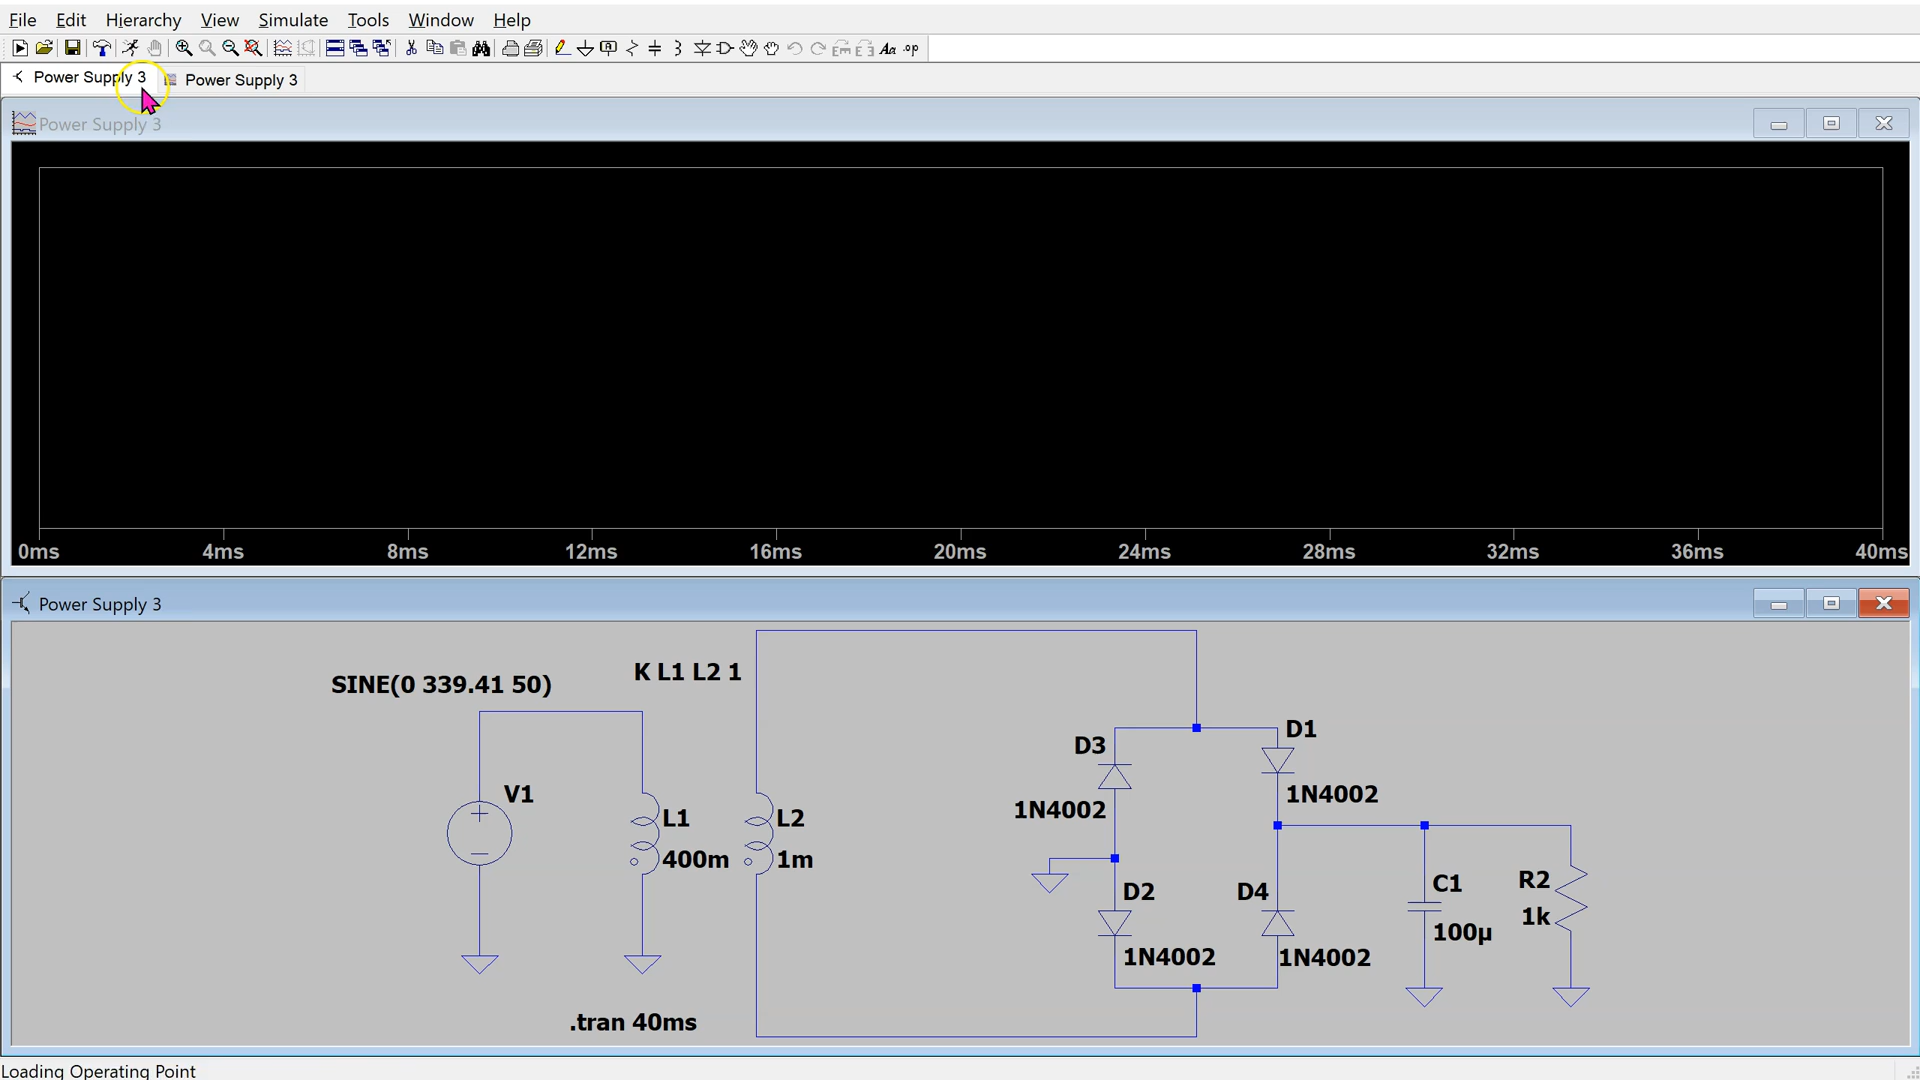 File Edit Hierarchy View Simulate Tools Window Help
Power Supply 3 Power Supply 3
Power Supply 3
0ms 4ms 8ms 12ms 16ms 20ms 24ms 28ms 32ms 36ms 40ms
Power Supply 3
SINE(0 339.41 50)
K L1 L2 1
V1
L1
400m
L2
1m
D3
1N4002
D1
1N4002
D2
1N4002
D4
1N4002
C1
100µ
R2
1k
.tran 40ms
Loading Operating Point